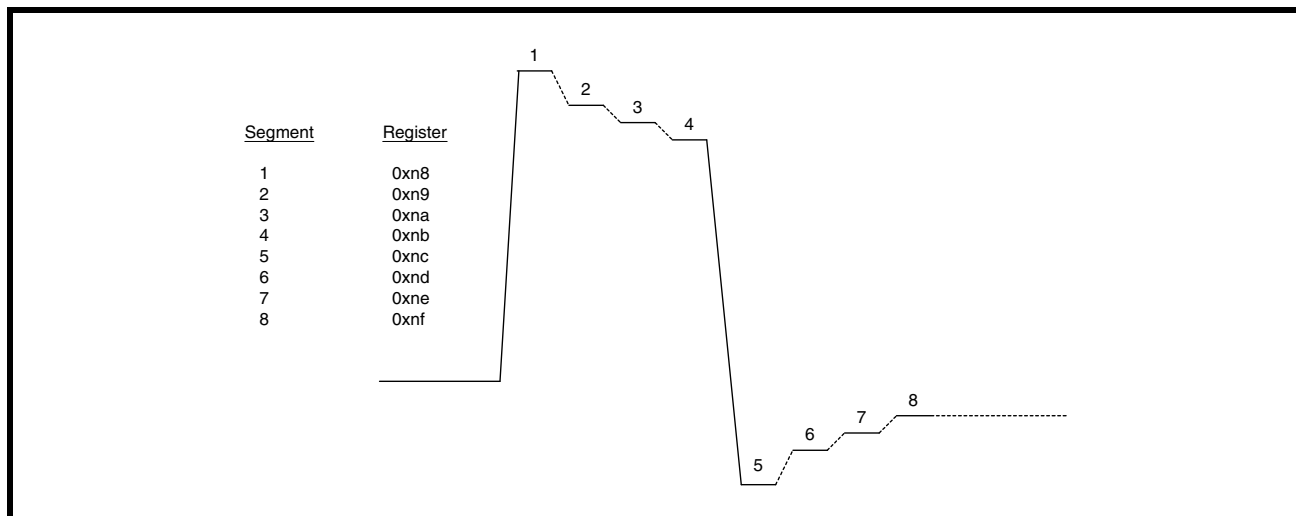 Segment Register
1 0xn8
2 0xn9
3 0xna
4 0xnb
5 0xnc
6 0xnd
7 0xne
8 0xnf
1
2
3
4
5
6
7
8